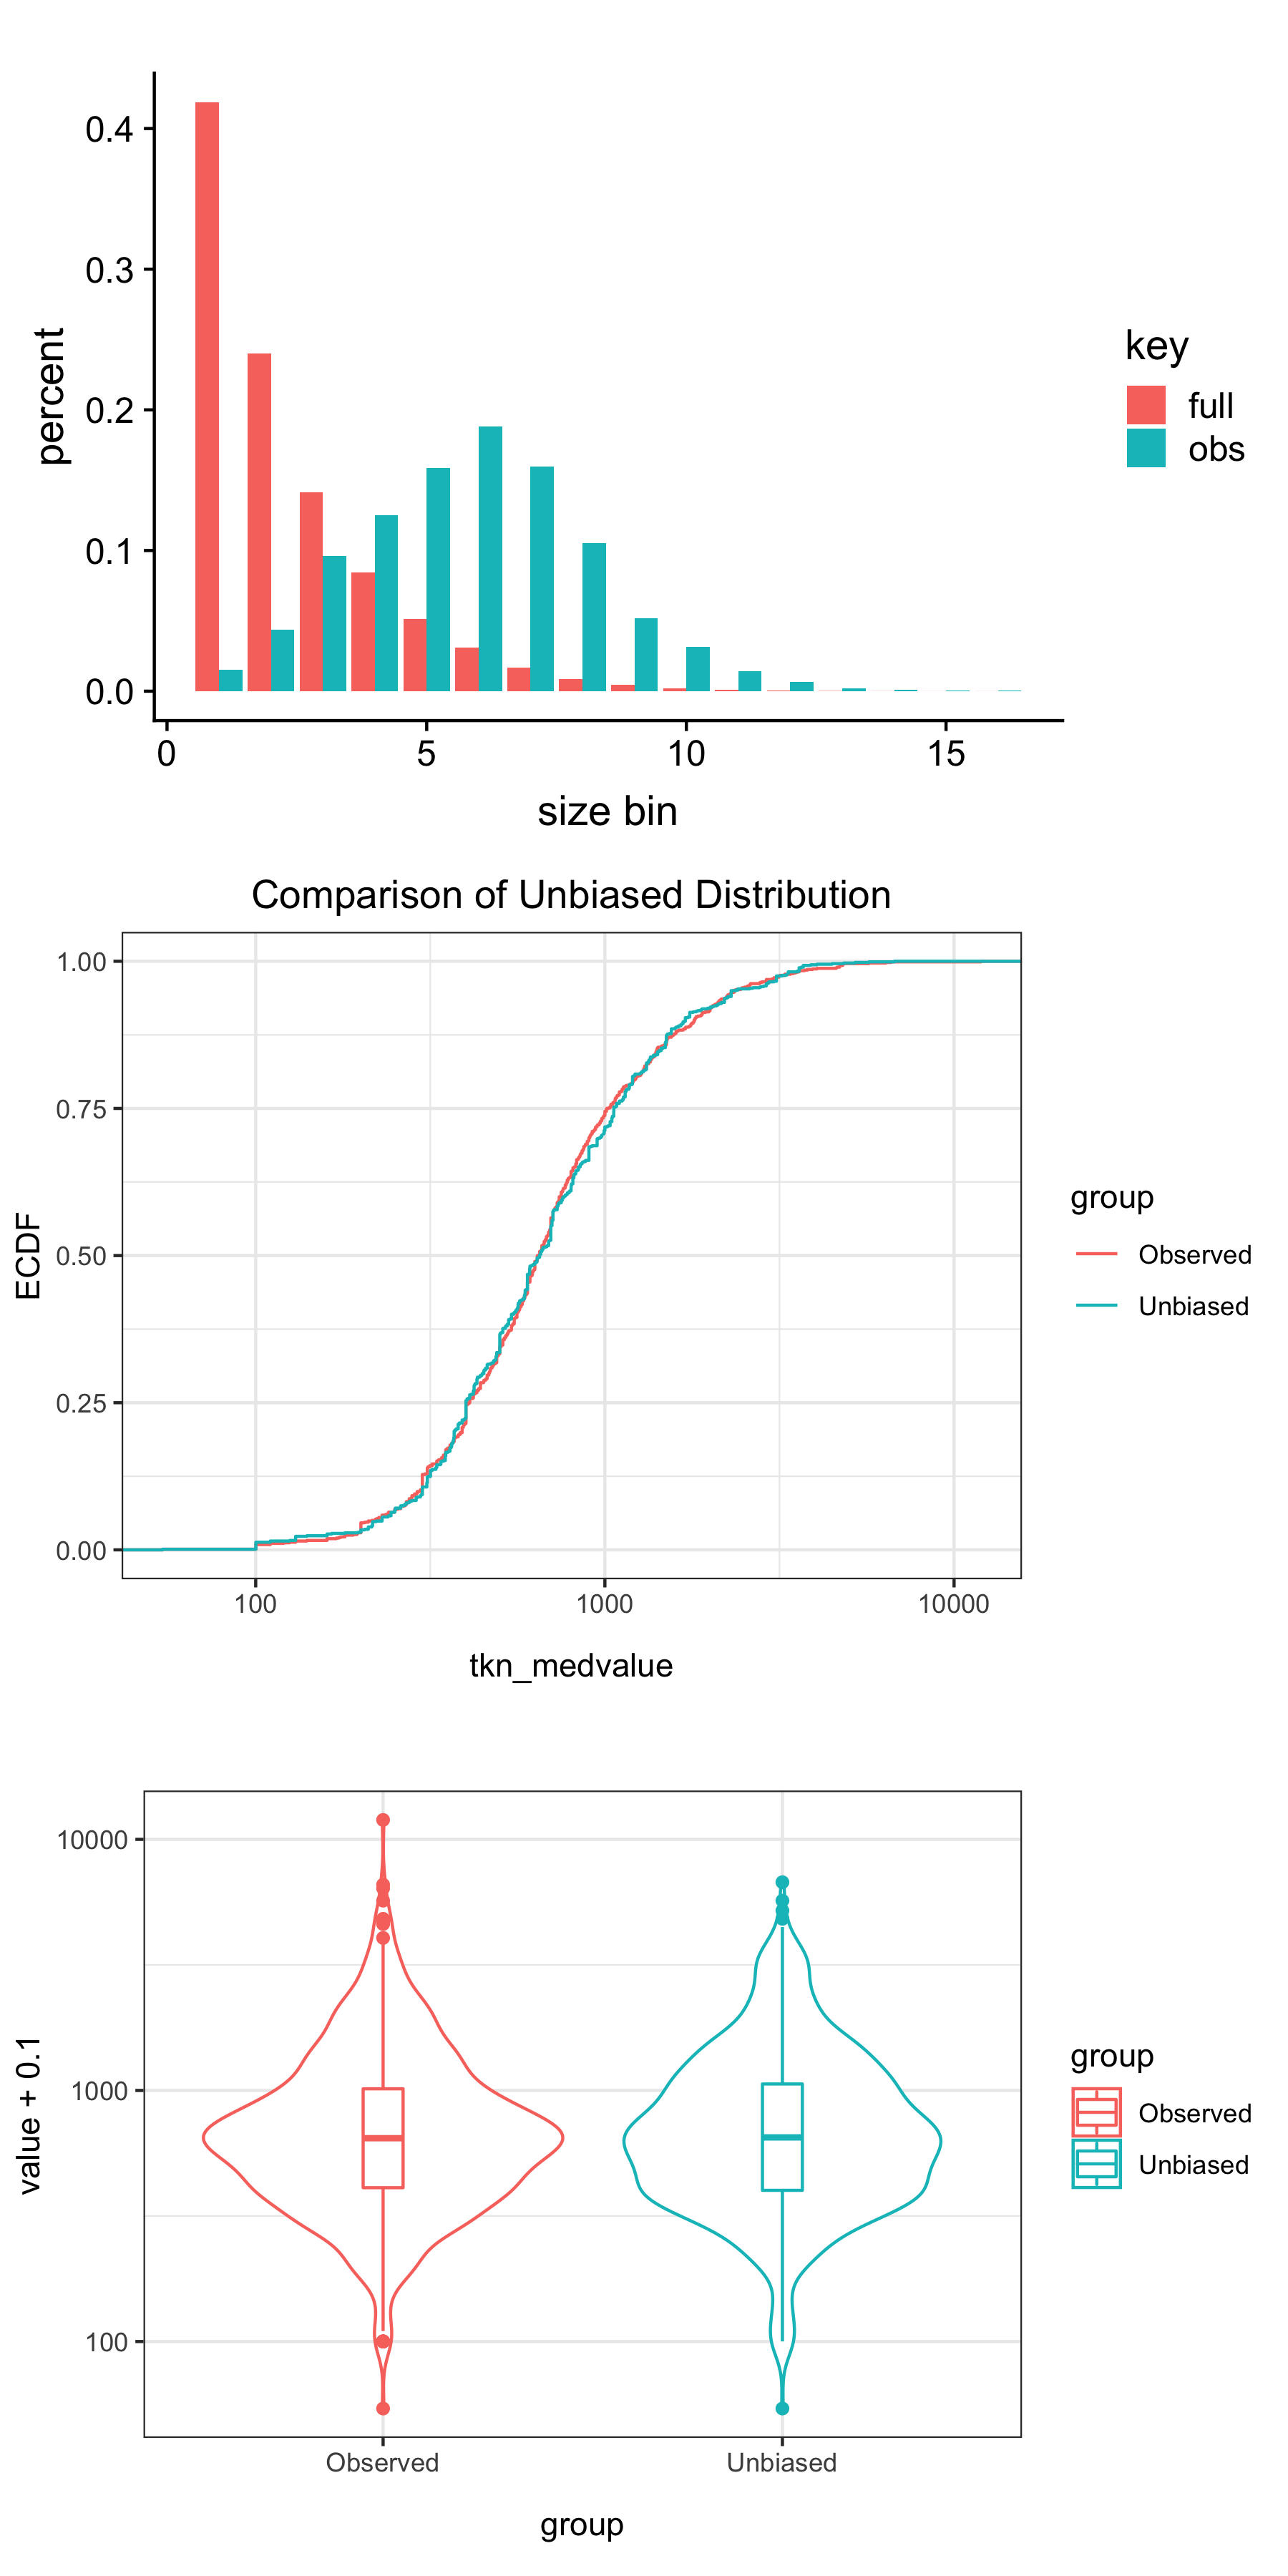 0.4
0.3
0.2
0.1
0.0
percent
0 5 10 15
size bin
key
full
obs
Comparison of Unbiased Distribution
1.00
0.75
0.50
0.25
0.00
ECDF
100 1000 10000
tkn_medvalue
group
Observed
Unbiased
10000
1000
100
value + 0.1
Observed Unbiased
group
group
Observed
Unbiased